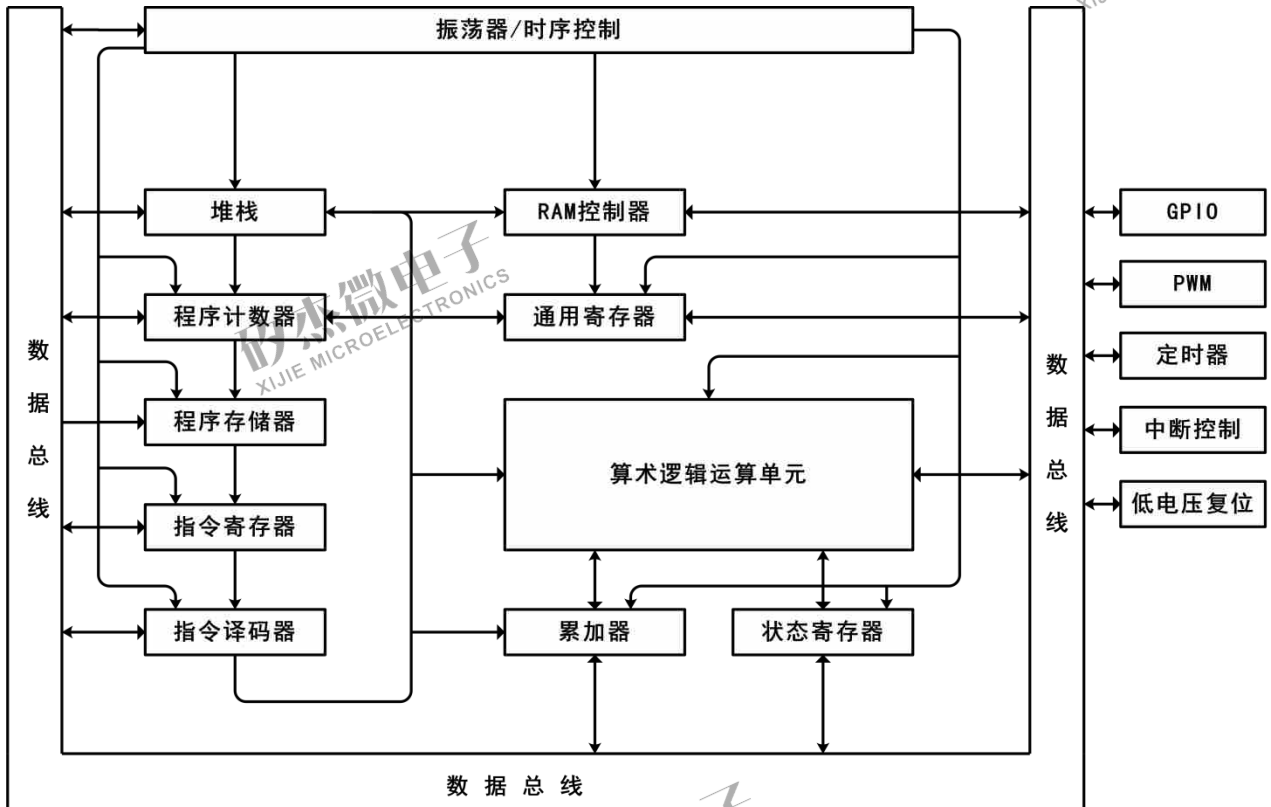 振荡器/时序控制
堆栈
RAM控制器
GPIO
PWM
程序计数器
通用寄存器
定时器
程序存储器
中断控制
算术逻辑运算单元
低电压复位
指令寄存器
指令译码器
累加器
状态寄存器
数据总线
数据总线
数据总线
矽杰微电子
XIJIE MICROELECTRONICS